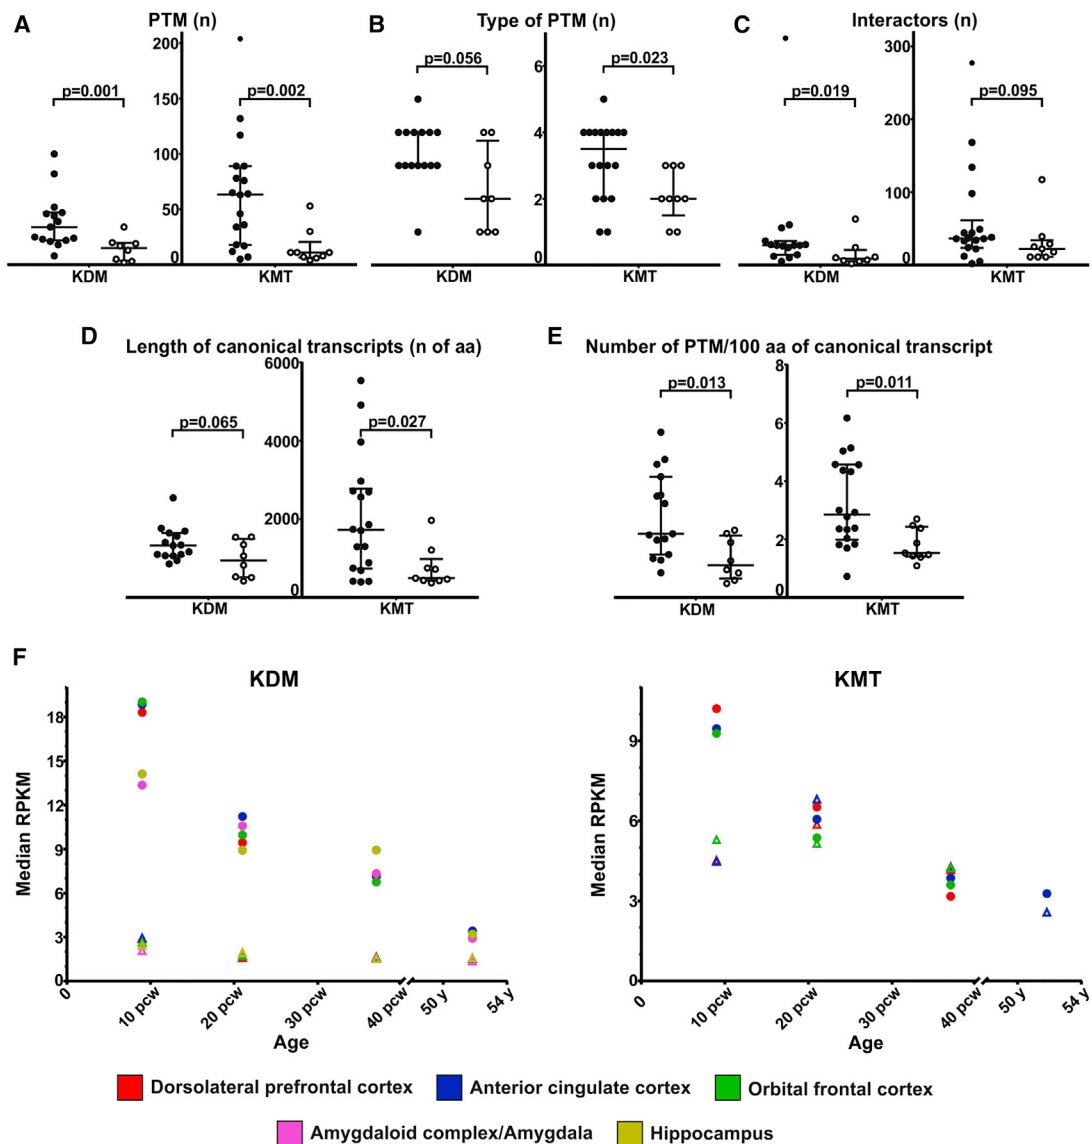 A
PTM (n)
200
150
100
50
0
p=0.001
p=0.002
KDM
KMT
B
Type of PTM (n)
6
4
2
0
p=0.056
p=0.023
KDM
KMT
C
Interactors (n)
300
200
100
0
p=0.019
p=0.095
KDM
KMT
D
Length of canonical transcripts (n of aa)
6000
4000
2000
0
p=0.065
p=0.027
KDM
KMT
E
Number of PTM/100 aa of canonical transcript
8
6
4
2
0
p=0.013
p=0.011
KDM
KMT
F
KDM
Median RPKM
18
15
12
9
6
3
0
0
10 pcw
20 pcw
30 pcw
40 pcw
50 y
54 y
Age
KMT
Median RPKM
9
6
3
0
0
10 pcw
20 pcw
30 pcw
40 pcw
50 y
54 y
Age
Dorsolateral prefrontal cortex
Anterior cingulate cortex
Orbital frontal cortex
Amygdaloid complex/Amygdala
Hippocampus